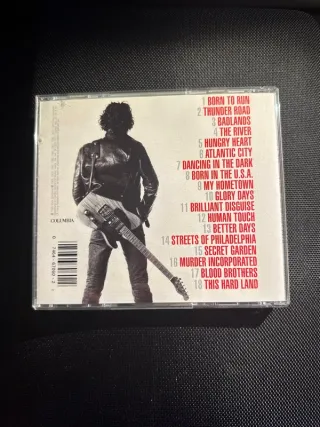 1 BORN TO RUN
2 THUNDER ROAD
3 BADLANDS
4 THE RIVER
5 HUNGRY HEART
6 ATLANTIC CITY
7 DANCING IN THE DARK
8 BORN IN THE U.S.A.
9 MY HOMETOWN
10 GLORY DAYS
11 BRILLIANT DISGUISE
12 HUMAN TOUCH
13 BETTER DAYS
14 STREETS OF PHILADELPHIA
15 SECRET GARDEN
16 MURDER INCORPORATED
17 BLOOD BROTHERS
18 THIS HARD LAND
COLUMBIA